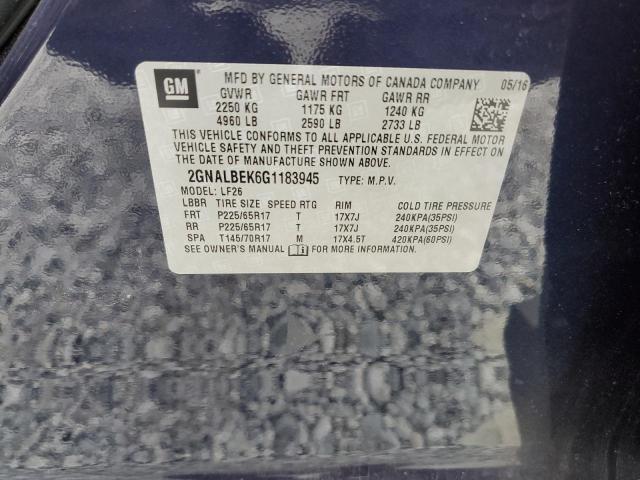 GM
MFD BY GENERAL MOTORS OF CANADA COMPANY 05/16
GVWR GAWR FRT GAWR RR
2250 KG 1175 KG 1240 KG
4960 LB 2590 LB 2733 LB
THIS VEHICLE CONFORMS TO ALL APPLICABLE U.S. FEDERAL MOTOR
VEHICLE SAFETY AND THEFT PREVENTION STANDARDS IN EFFECT ON
THE DATE OF MANUFACTURE SHOWN ABOVE.
2GNALBEK6G1183945 TYPE: M.P.V.
MODEL: LF26
LBBR TIRE SIZE SPEED RTG RIM COLD TIRE PRESSURE
FRT P225/65R17 T 17X7J 240KPA(35PSI)
RR P225/65R17 T 17X7J 240KPA(35PSI)
SPA T145/70R17 M 17X4.5T 420KPA(60PSI)
SEE OWNER'S MANUAL FOR MORE INFORMATION.